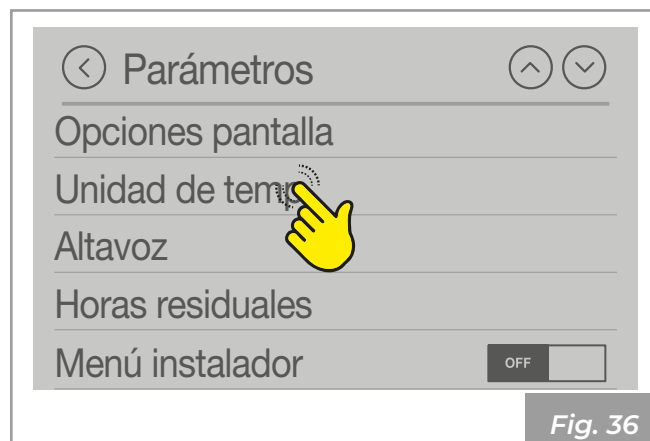 Parámetros
Opciones pantalla
Unidad de temp
Altavoz
Horas residuales
Menú instalador OFF
Fig. 36